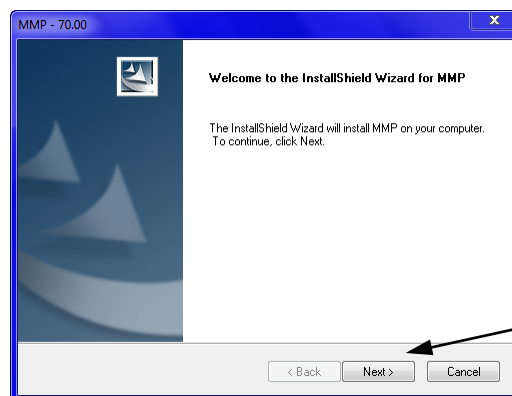 MMP - 70.00
Welcome to the InstallShield Wizard for MMP
The InstallShield Wizard will install MMP on your computer.
To continue, click Next.
< Back
Next >
Cancel